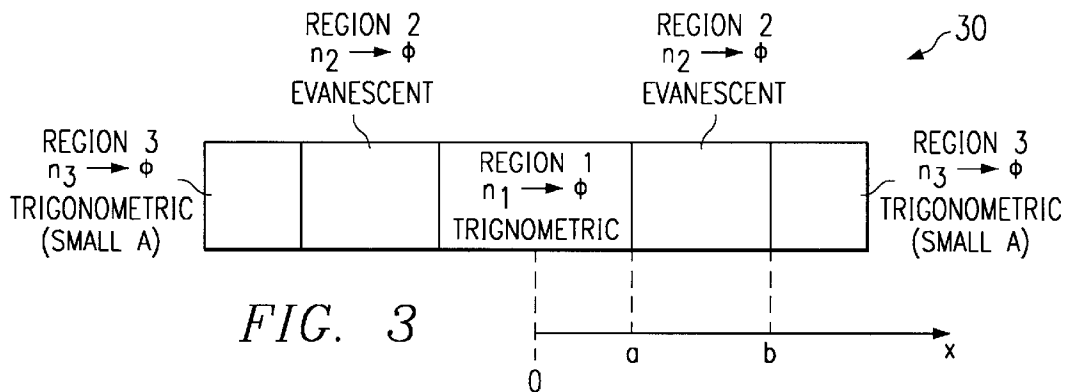 REGION 2
n2 → ϕ
EVANESCENT
REGION 2
n2 → ϕ
EVANESCENT
30
REGION 3
n3 → ϕ
TRIGONOMETRIC
(SMALL A)
REGION 1
n1 → ϕ
TRIGNOMETRIC
REGION 3
n3 → ϕ
TRIGONOMETRIC
(SMALL A)
FIG. 3
0
a
b
x